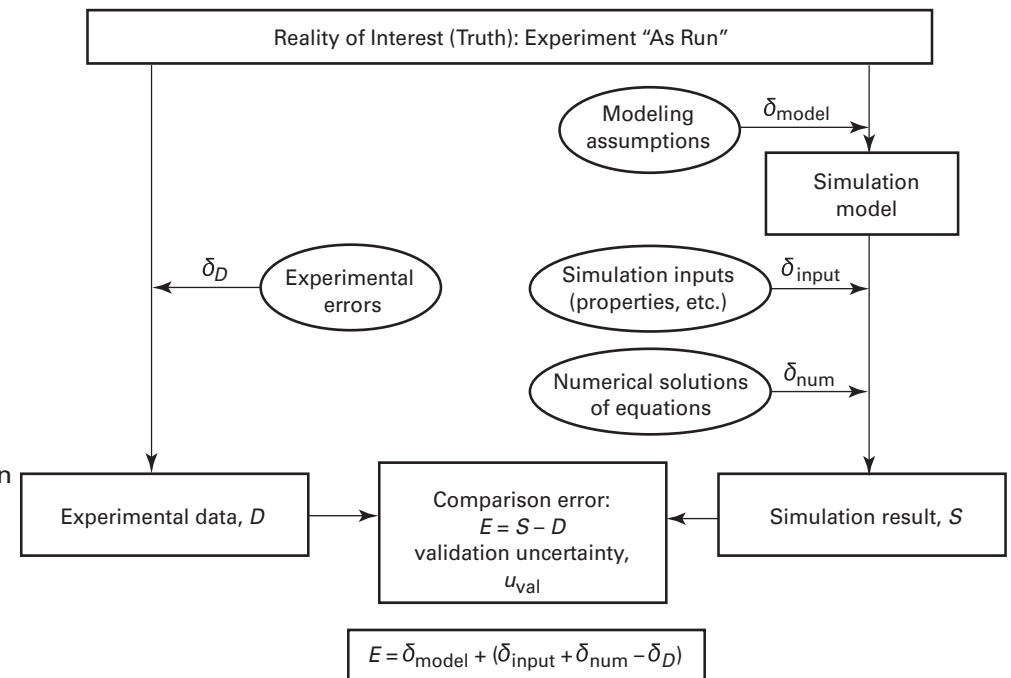 Reality of Interest (Truth): Experiment “As Run”
Modeling
assumptions
δmodel
Simulation
model
δD
Experimental
errors
Simulation inputs
(properties, etc.)
δinput
Numerical solutions
of equations
δnum
n
Experimental data, D
Comparison error:
E = S – D
validation uncertainty,
uval
Simulation result, S
E = δmodel + (δinput + δnum – δD)